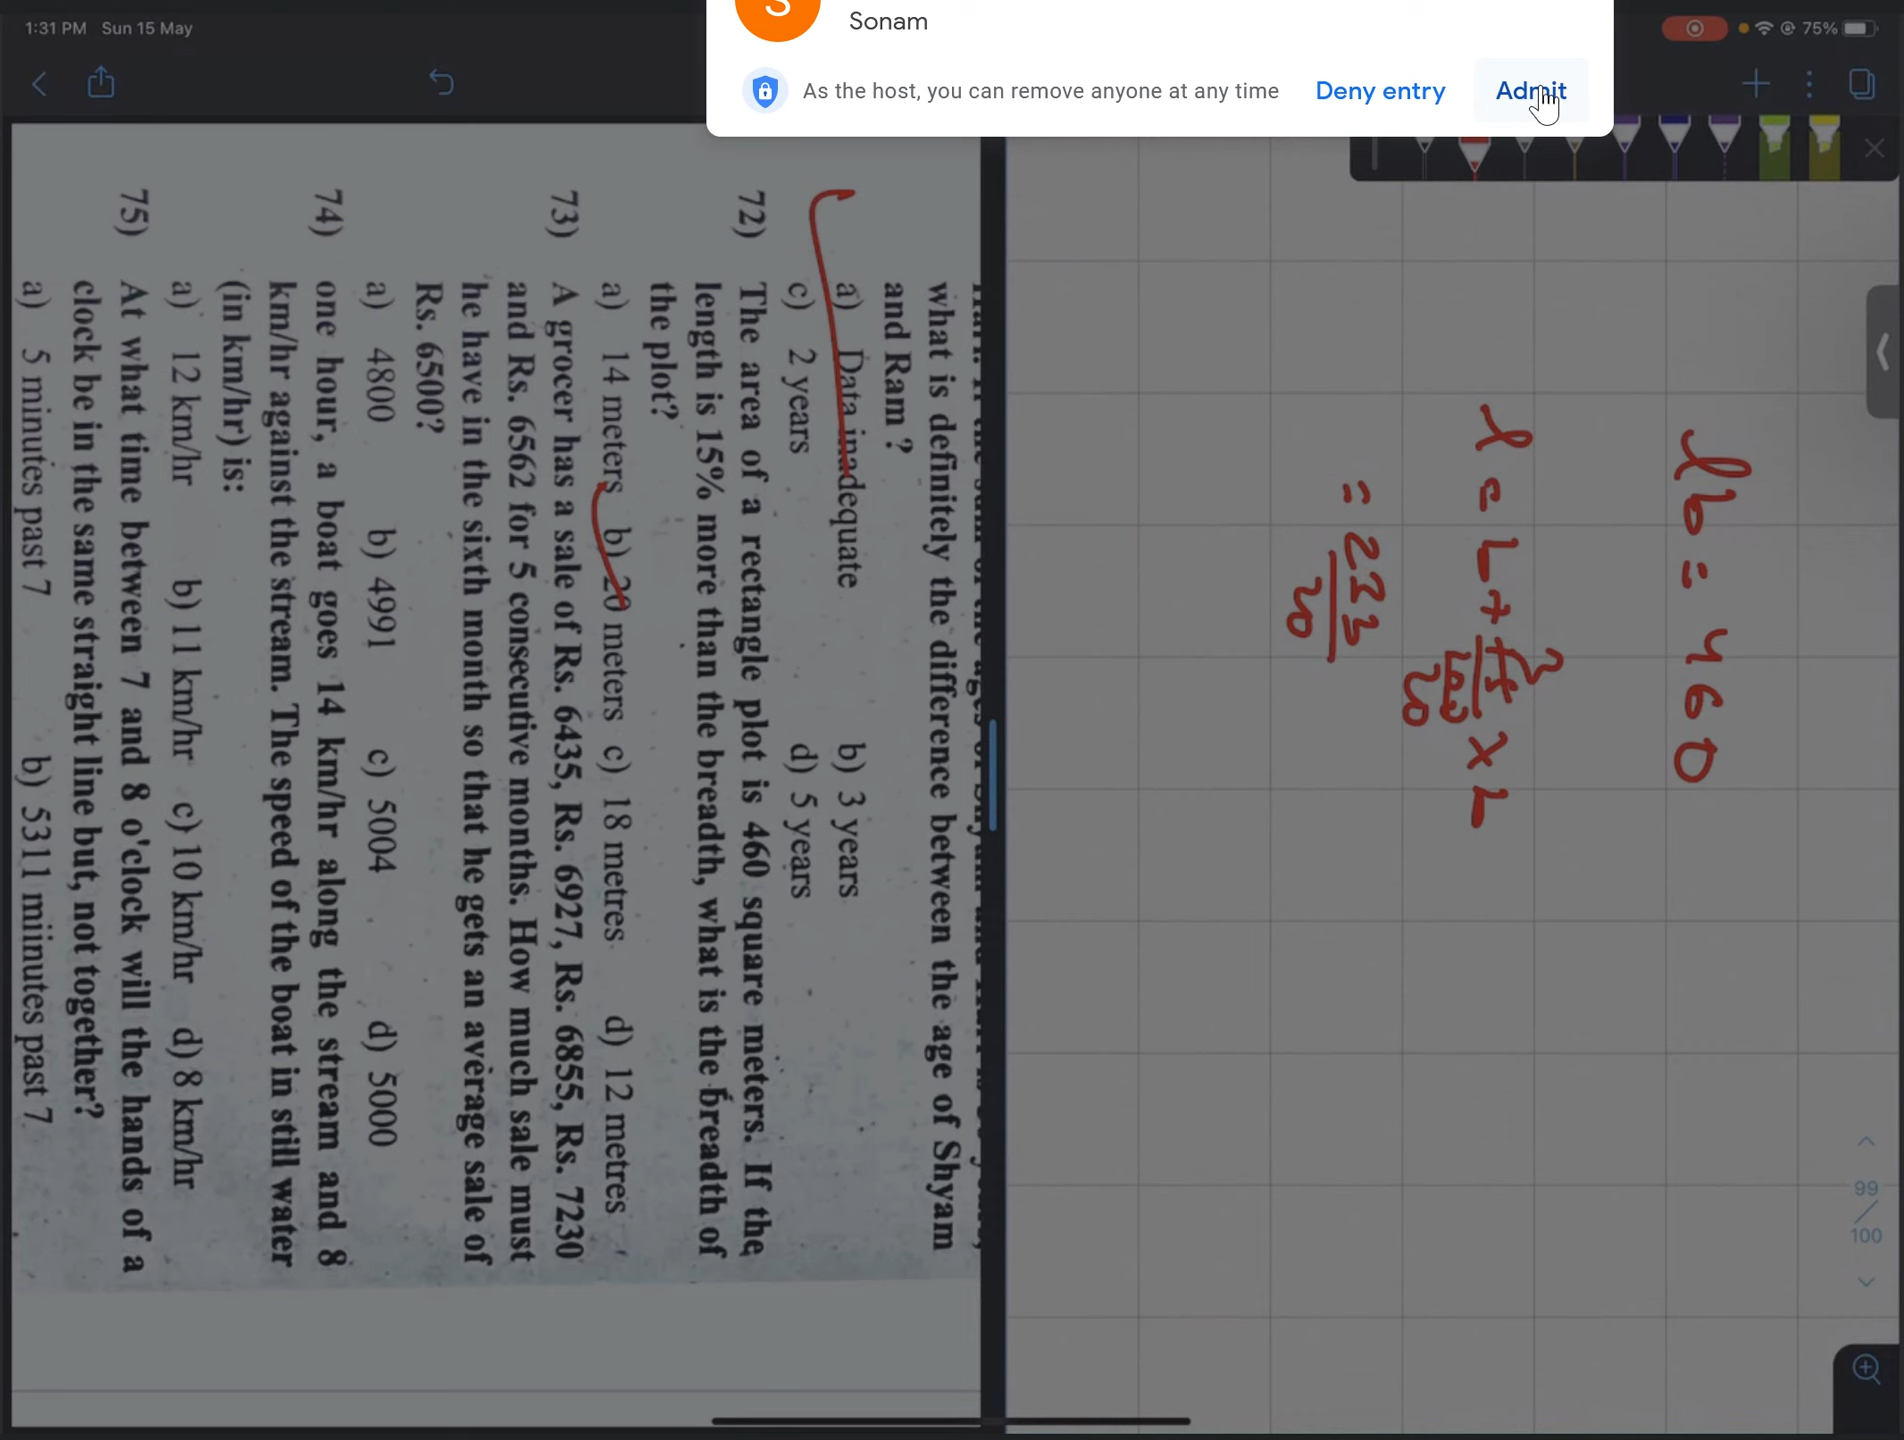 1:31 PM Sun 15 May
Sonam
75%
As the host, you can remove anyone at any time
Deny entry
Admit
what is definitely the difference between the age of Shyam
and Ram ?
a) Data inadequate b) 3 years
c) 2 years d) 5 years
72) The area of a rectangle plot is 460 square meters. If the
length is 15% more than the breadth, what is the breadth of
the plot?
a) 14 meters b) 20 meters c) 18 metres d) 12 metres
73) A grocer has a sale of Rs. 6435, Rs. 6927, Rs. 6855, Rs. 7230
and Rs. 6562 for 5 consecutive months. How much sale must
he have in the sixth month so that he gets an average sale of
Rs. 6500?
a) 4800 b) 4991 c) 5004 d) 5000
74) one hour, a boat goes 14 km/hr along the stream and 8
km/hr against the stream. The speed of the boat in still water
(in km/hr) is:
a) 12 km/hr b) 11 km/hr c) 10 km/hr d) 8 km/hr
75) At what time between 7 and 8 o'clock will the hands of a
clock be in the same straight line but, not together?
a) 5 minutes past 7 b) 5311 miinutes past 7
lb = 460
99
100